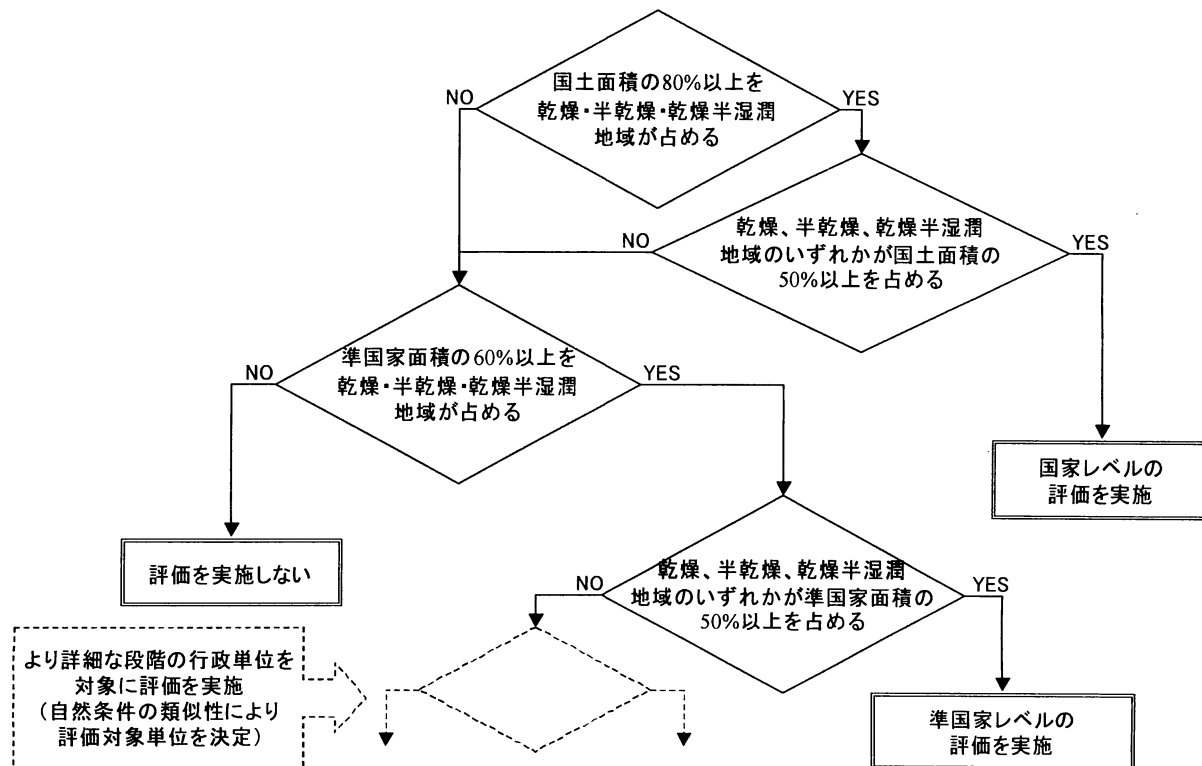 国土面積の80%以上を
乾燥・半乾燥・乾燥半湿潤
地域が占める
NO
YES
乾燥、半乾燥、乾燥半湿潤
地域のいずれかが国土面積の
50%以上を占める
NO
YES
準国家面積の60%以上を
乾燥・半乾燥・乾燥半湿潤
地域が占める
NO
YES
国家レベルの
評価を実施
評価を実施しない
乾燥、半乾燥、乾燥半湿潤
地域のいずれかが準国家面積の
50%以上を占める
NO
YES
より詳細な段階の行政単位を
対象に評価を実施
(自然条件の類似性により
評価対象単位を決定)
準国家レベルの
評価を実施